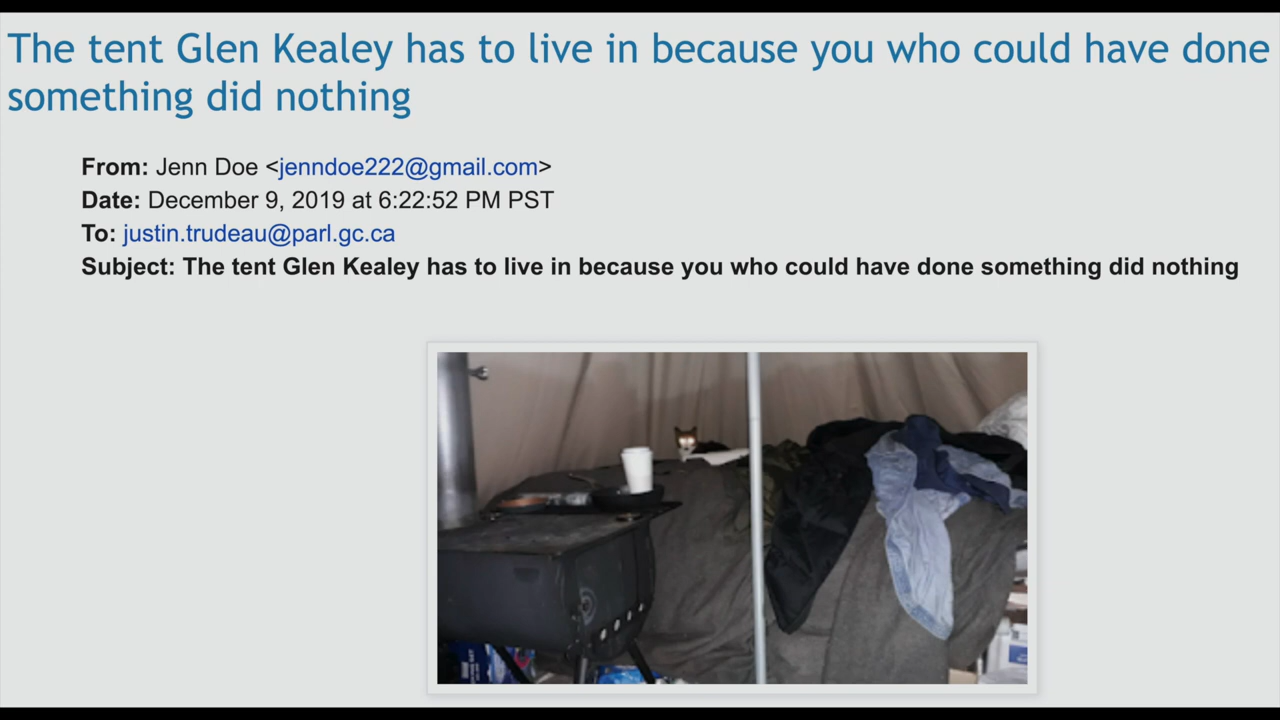 The tent Glen Kealey has to live in because you who could have done
something did nothing
From: Jenn Doe <jenndoe222@gmail.com>
Date: December 9, 2019 at 6:22:52 PM PST
To: justin.trudeau@parl.gc.ca
Subject: The tent Glen Kealey has to live in because you who could have done something did nothing